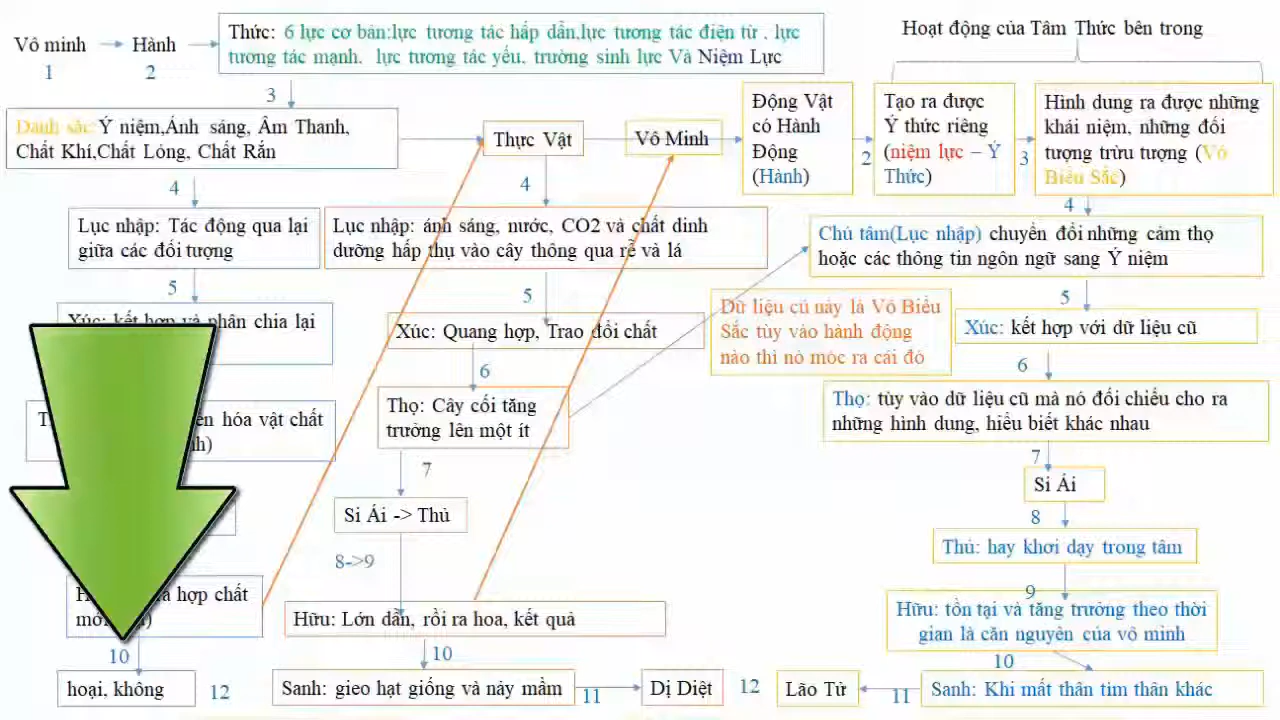 Hoạt động của Tâm Thức bên trong
Vô minh
Hành
1
2
Thức: 6 lực cơ bản:lực tương tác hấp dẫn,lực tương tác điện từ , lực
tương tác mạnh, lực tương tác yếu, trường sinh lực Và Niệm Lực
3
Danh sắc: Ý niệm,Ánh sáng, Âm Thanh,
Chất Khí,Chất Lỏng, Chất Rắn
Thực Vật
Vô Minh
Động Vật
có Hành
Động
(Hành)
2
Tạo ra được
Ý thức riêng
(niệm lực – Ý
Thức)
3
Hình dung ra được những
khái niệm, những đối
tượng trừu tượng (Vô
Biểu Sắc)
4
Lục nhập: Tác động qua lại
giữa các đối tượng
5
Xúc: kết hợp và phân chia lại
hóa vật chất
hợp chất
10
hoại, không
12
4
Lục nhập: ánh sáng, nước, CO2 và chất dinh
dưỡng hấp thụ vào cây thông qua rễ và lá
5
Xúc: Quang hợp, Trao đổi chất
6
Thọ: Cây cối tăng
trưởng lên một ít
7
Si Ái -> Thủ
8->9
Hữu: Lớn dần, rồi ra hoa, kết quả
10
Sanh: gieo hạt giống và nảy mầm
11
Dị Diệt
12
4
Chú tâm(Lục nhập) chuyển đổi những cảm thọ
hoặc các thông tin ngôn ngữ sang Ý niệm
5
Dữ liệu cũ này là Vô Biểu
Sắc tùy vào hành động
nào thì nó móc ra cái đó
Xúc: kết hợp với dữ liệu cũ
6
Thọ: tùy vào dữ liệu cũ mà nó đối chiếu cho ra
những hình dung, hiểu biết khác nhau
7
Si Ái
8
Thủ: hay khơi dạy trong tâm
9
Hữu: tồn tại và tăng trưởng theo thời
gian là căn nguyên của vô minh
10
Sanh: Khi mất thân tìm thân khác
11
Lão Tử